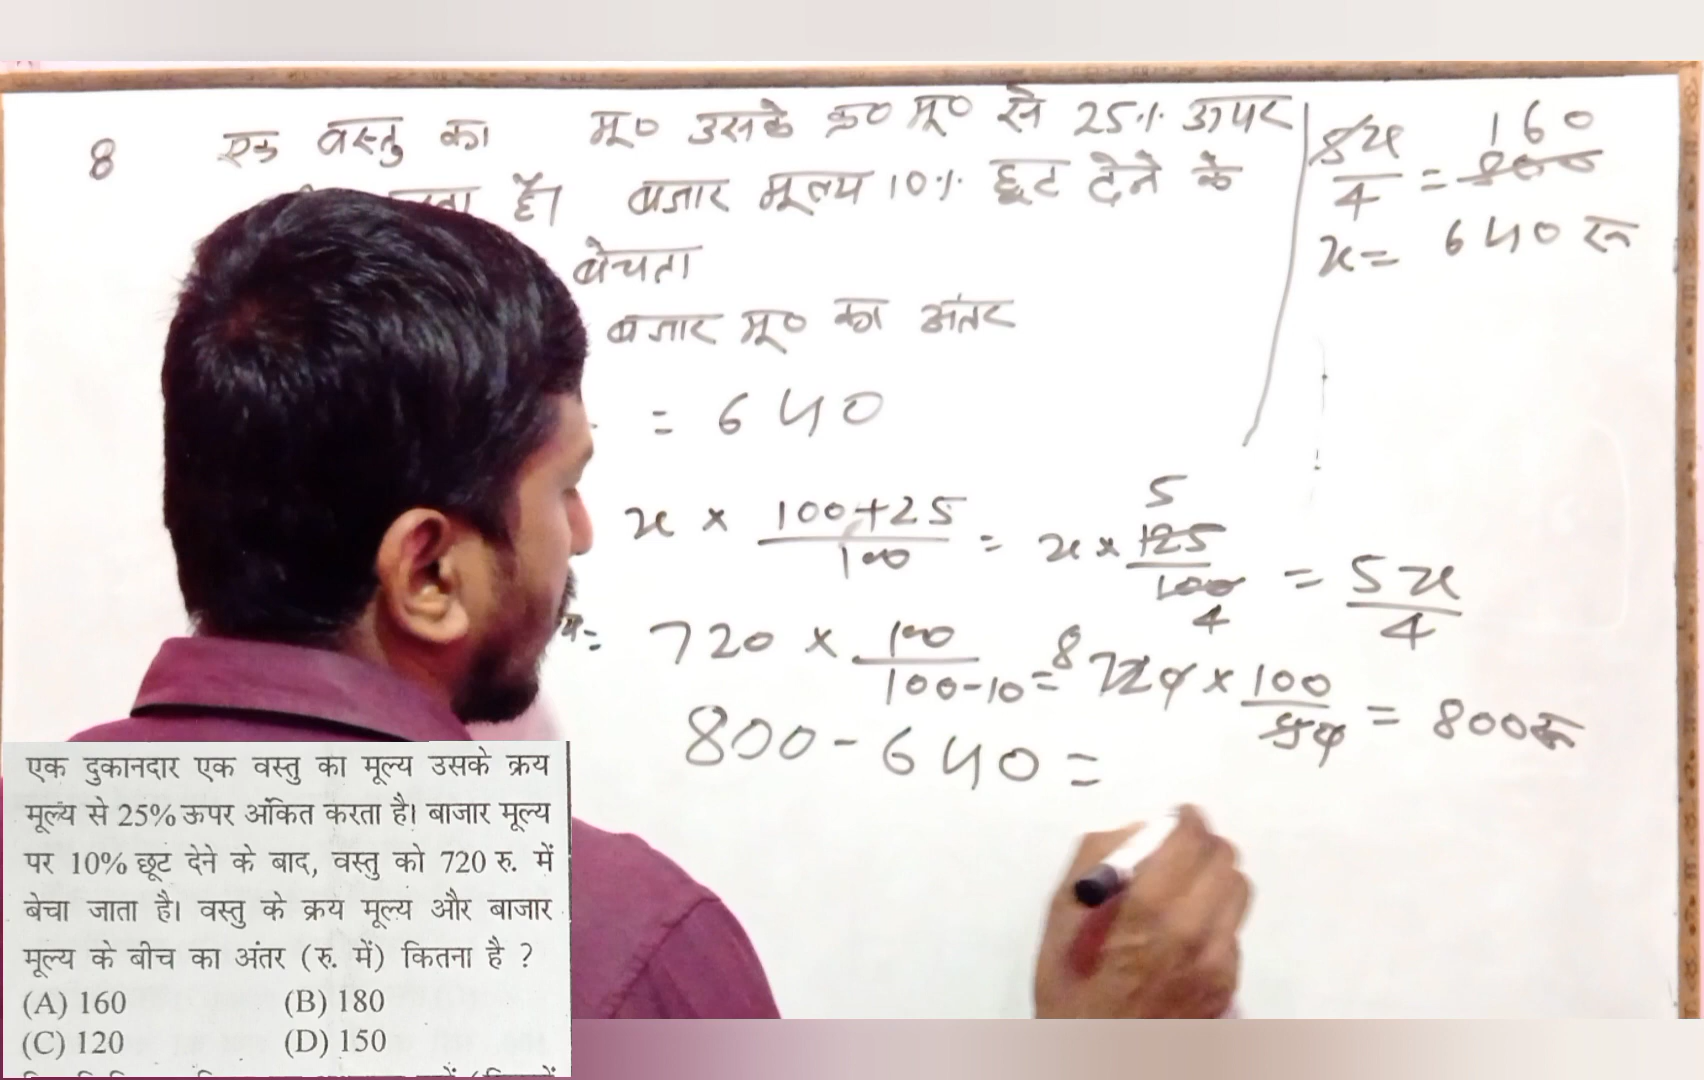 8 एक वस्तु का मू० उसके क्र० मू० से 25% ऊपर
है। बाजार मूल्य 10% छूट देने के
बेचता
बाजार मू० का अंतर
= 640
x × 100+25/100 = x × 125/100 = 5x/4
5 4
= 720 × 100/100-10 = 720 × 100/90 = 800रु
8
800 - 640 =
5x/4 = 800
160
x = 640 रु
एक दुकानदार एक वस्तु का मूल्य उसके क्रय
मूल्य से 25% ऊपर अंकित करता है। बाजार मूल्य
पर 10% छूट देने के बाद, वस्तु को 720 रु. में
बेचा जाता है। वस्तु के क्रय मूल्य और बाजार
मूल्य के बीच का अंतर (रु. में) कितना है ?
(A) 160 (B) 180
(C) 120 (D) 150